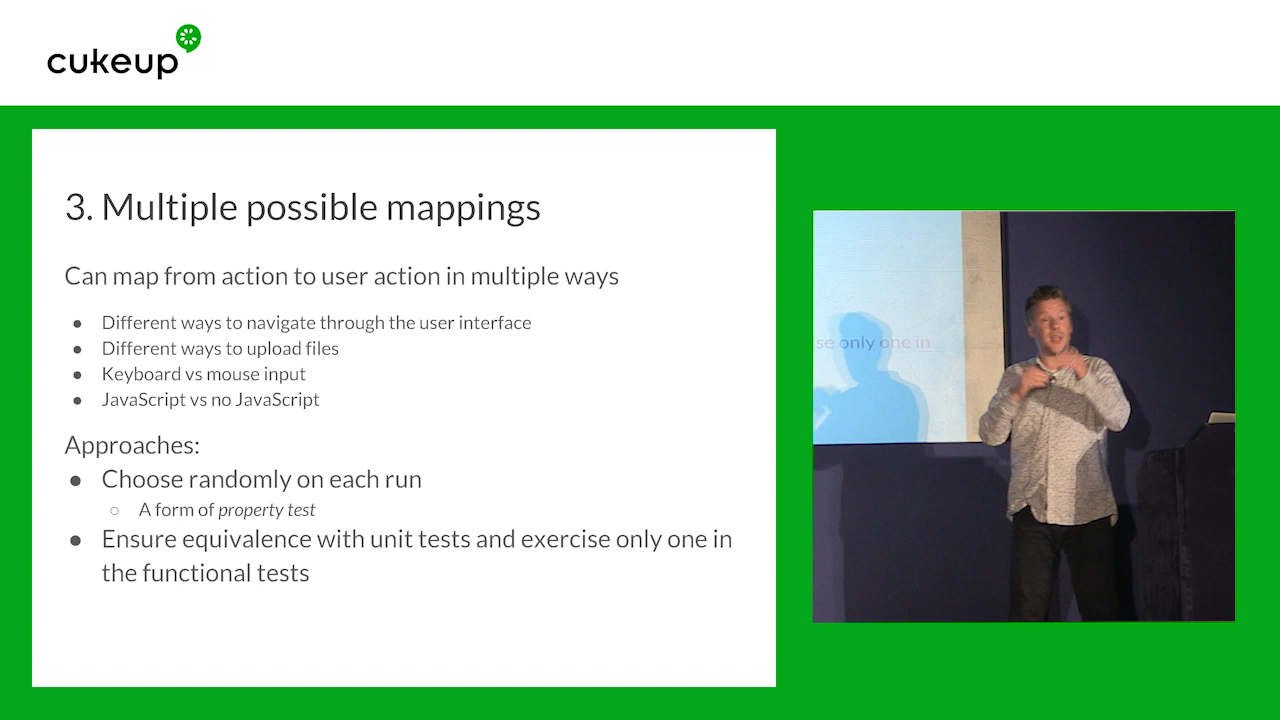 cukeup
3. Multiple possible mappings
Can map from action to user action in multiple ways
● Different ways to navigate through the user interface
● Different ways to upload files
● Keyboard vs mouse input
● JavaScript vs no JavaScript
Approaches:
● Choose randomly on each run
○ A form of property test
● Ensure equivalence with unit tests and exercise only one in
the functional tests
se only one in